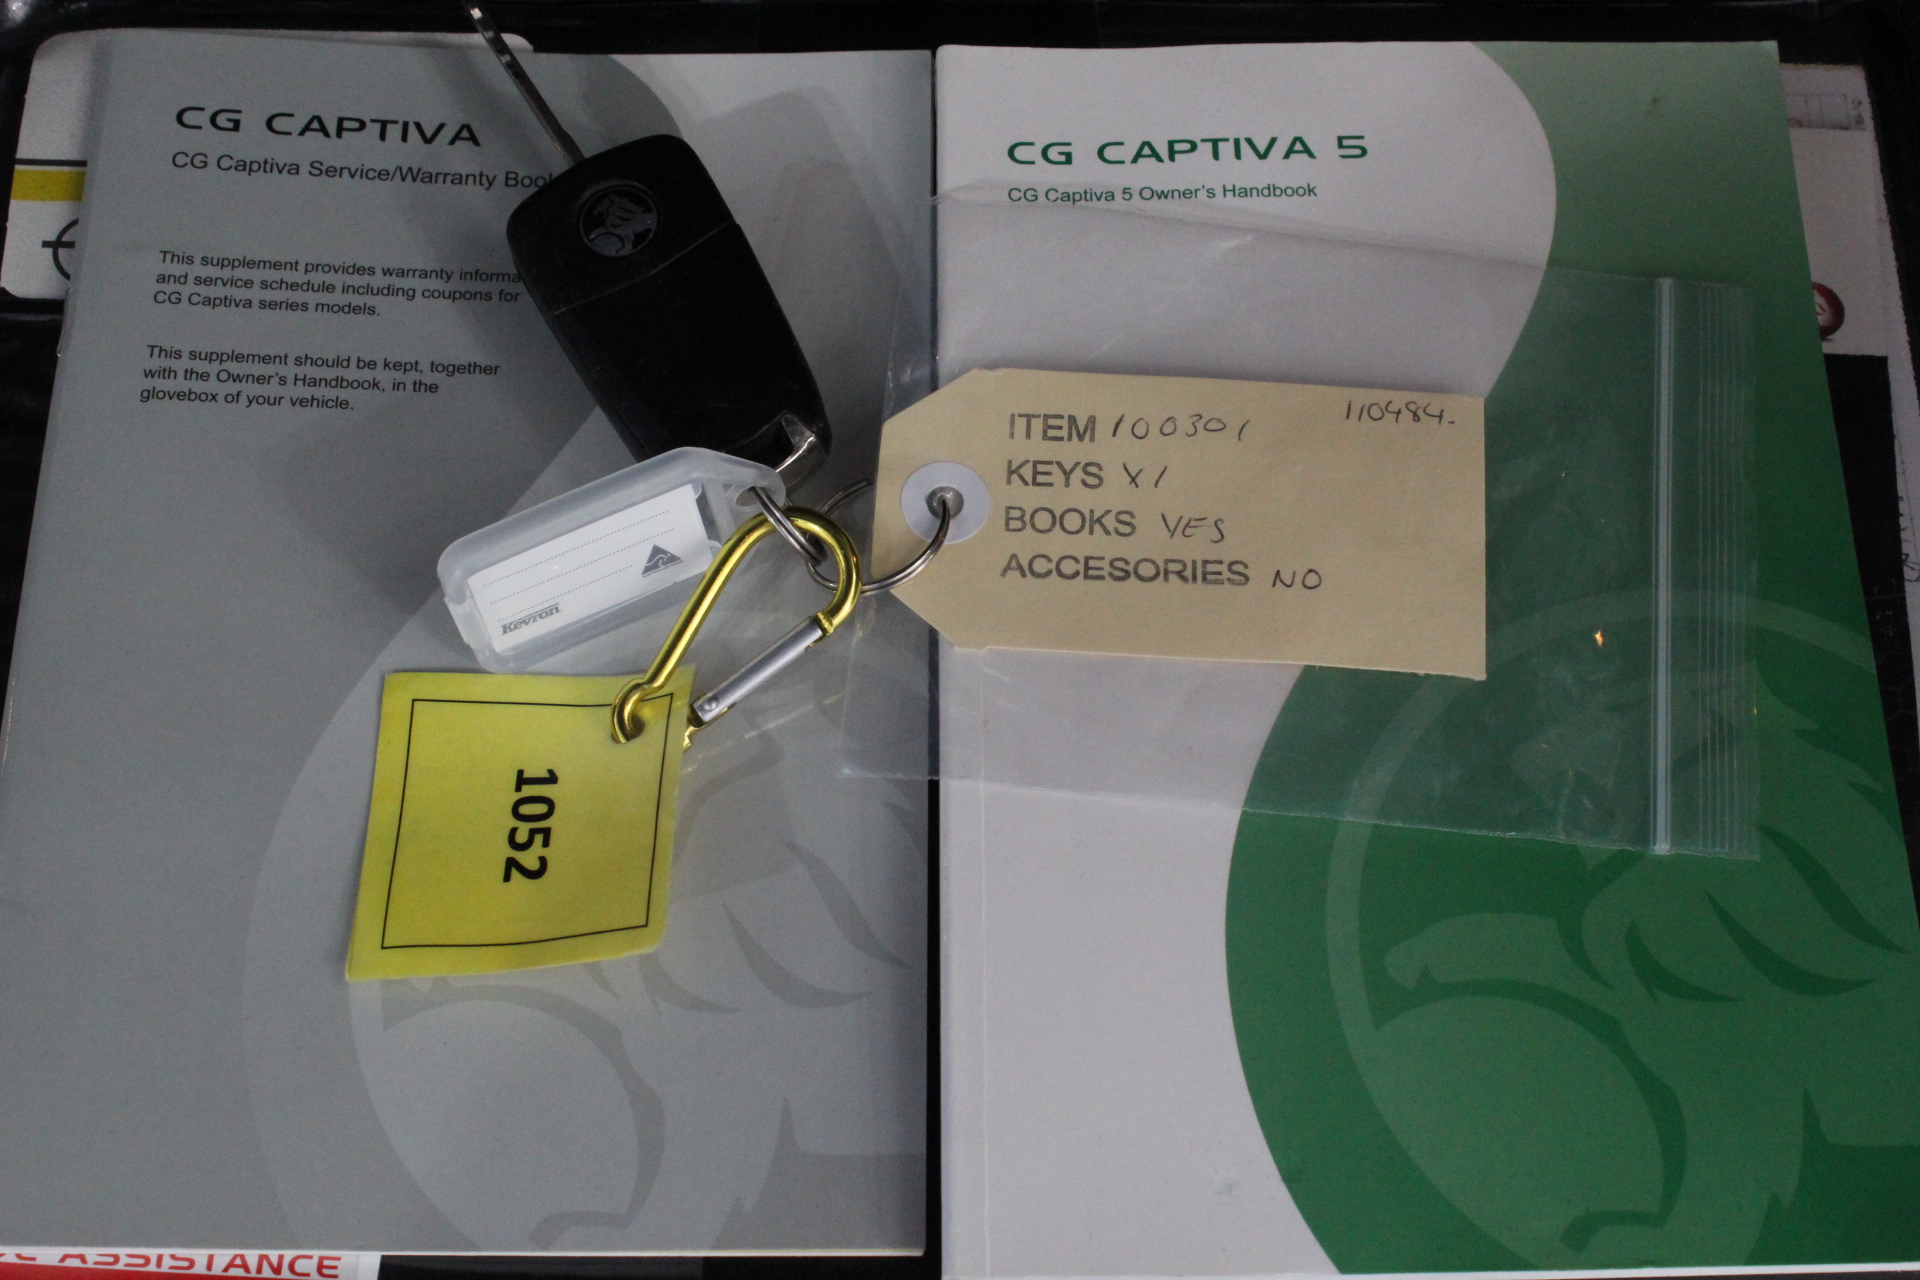 CG CAPTIVA
CG Captiva Service/Warranty
This supplement provides warranty
and service schedule including coupons for
CG Captiva series models.
This supplement should be kept, together
with the Owner's Handbook, in the
glovebox of your vehicle.
CG CAPTIVA 5
CG Captiva 5 Owner's Handbook
110484.
ITEM 100301
KEYS X1
BOOKS YES
ACCESORIES NO
Kevron
1052
ASSISTANCE